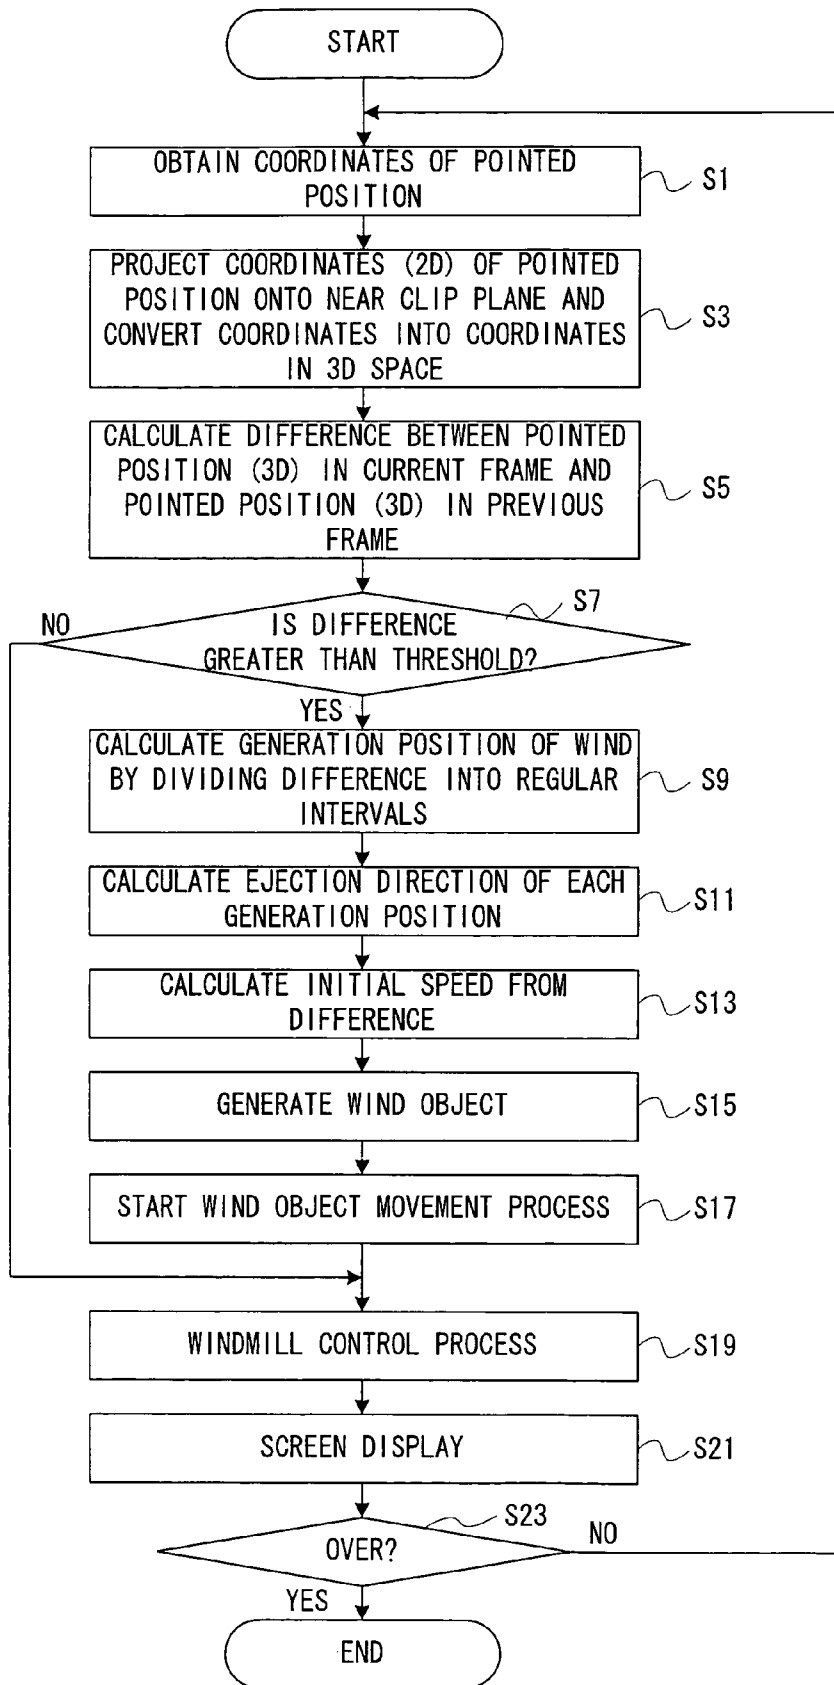 START
OBTAIN COORDINATES OF POINTED
POSITION
S1
PROJECT COORDINATES (2D) OF POINTED
POSITION ONTO NEAR CLIP PLANE AND
CONVERT COORDINATES INTO COORDINATES
IN 3D SPACE
S3
CALCULATE DIFFERENCE BETWEEN POINTED
POSITION (3D) IN CURRENT FRAME AND
POINTED POSITION (3D) IN PREVIOUS
FRAME
S5
S7
NO
IS DIFFERENCE
GREATER THAN THRESHOLD?
YES
CALCULATE GENERATION POSITION OF WIND
BY DIVIDING DIFFERENCE INTO REGULAR
INTERVALS
S9
CALCULATE EJECTION DIRECTION OF EACH
GENERATION POSITION
S11
CALCULATE INITIAL SPEED FROM
DIFFERENCE
S13
GENERATE WIND OBJECT
S15
START WIND OBJECT MOVEMENT PROCESS
S17
WINDMILL CONTROL PROCESS
S19
SCREEN DISPLAY
S21
S23
OVER?
NO
YES
END